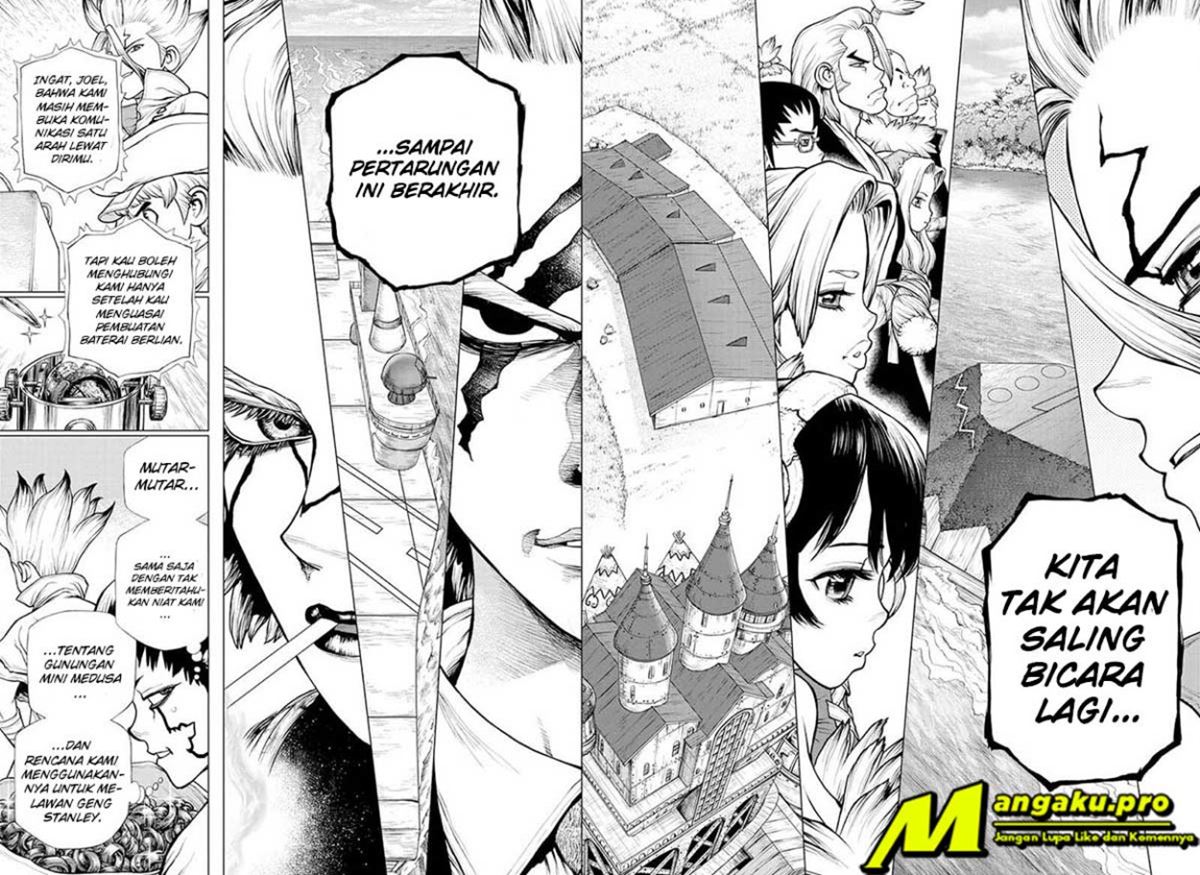 KITA
TAK AKAN
SALING
BICARA
LAGI...
...SAMPAI
PERTARUNGAN
INI BERAKHIR.
INGAT, JOEL,
BAHWA KAMI
MASIH MEM-
BUKA KOMU-
NIKASI SATU
ARAH LEWAT
DIRIMU.
TAPI KAU BOLEH
MENGHUBUNGI
KAMI HANYA
SETELAH KAU
MENGUASAI
PEMBUATAN
BATERAI BERLIAN.
MUTAR-
MUTAR...
...
SAMA SAJA
DENGAN TAK
MEMBERITAHU-
KAN NIAT KAMI
...
...TENTANG
GUNUNGAN
MINI MEDUSA
...
...DAN
RENCANA KAMI
MENGGUNAKAN-
NYA UNTUK ME-
LAWAN GENG
STANLEY.
Mangaku.pro
Jangan Lupa Like dan Komennya